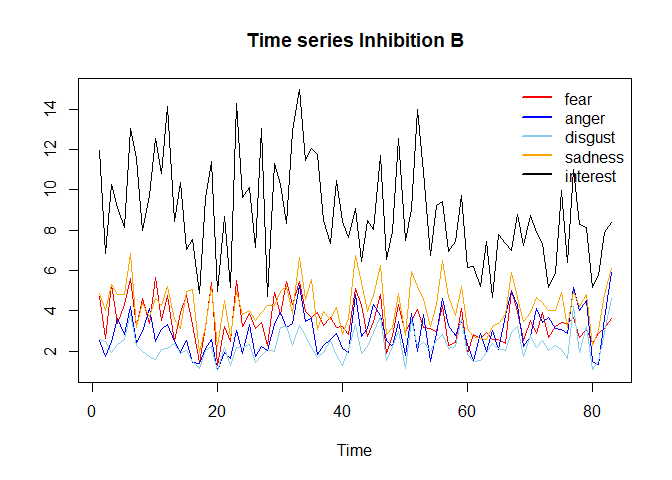 Time series Inhibition B
14
12
10
8
6
4
2
fear
anger
disgust
sadness
interest
0 20 40 60 80
Time